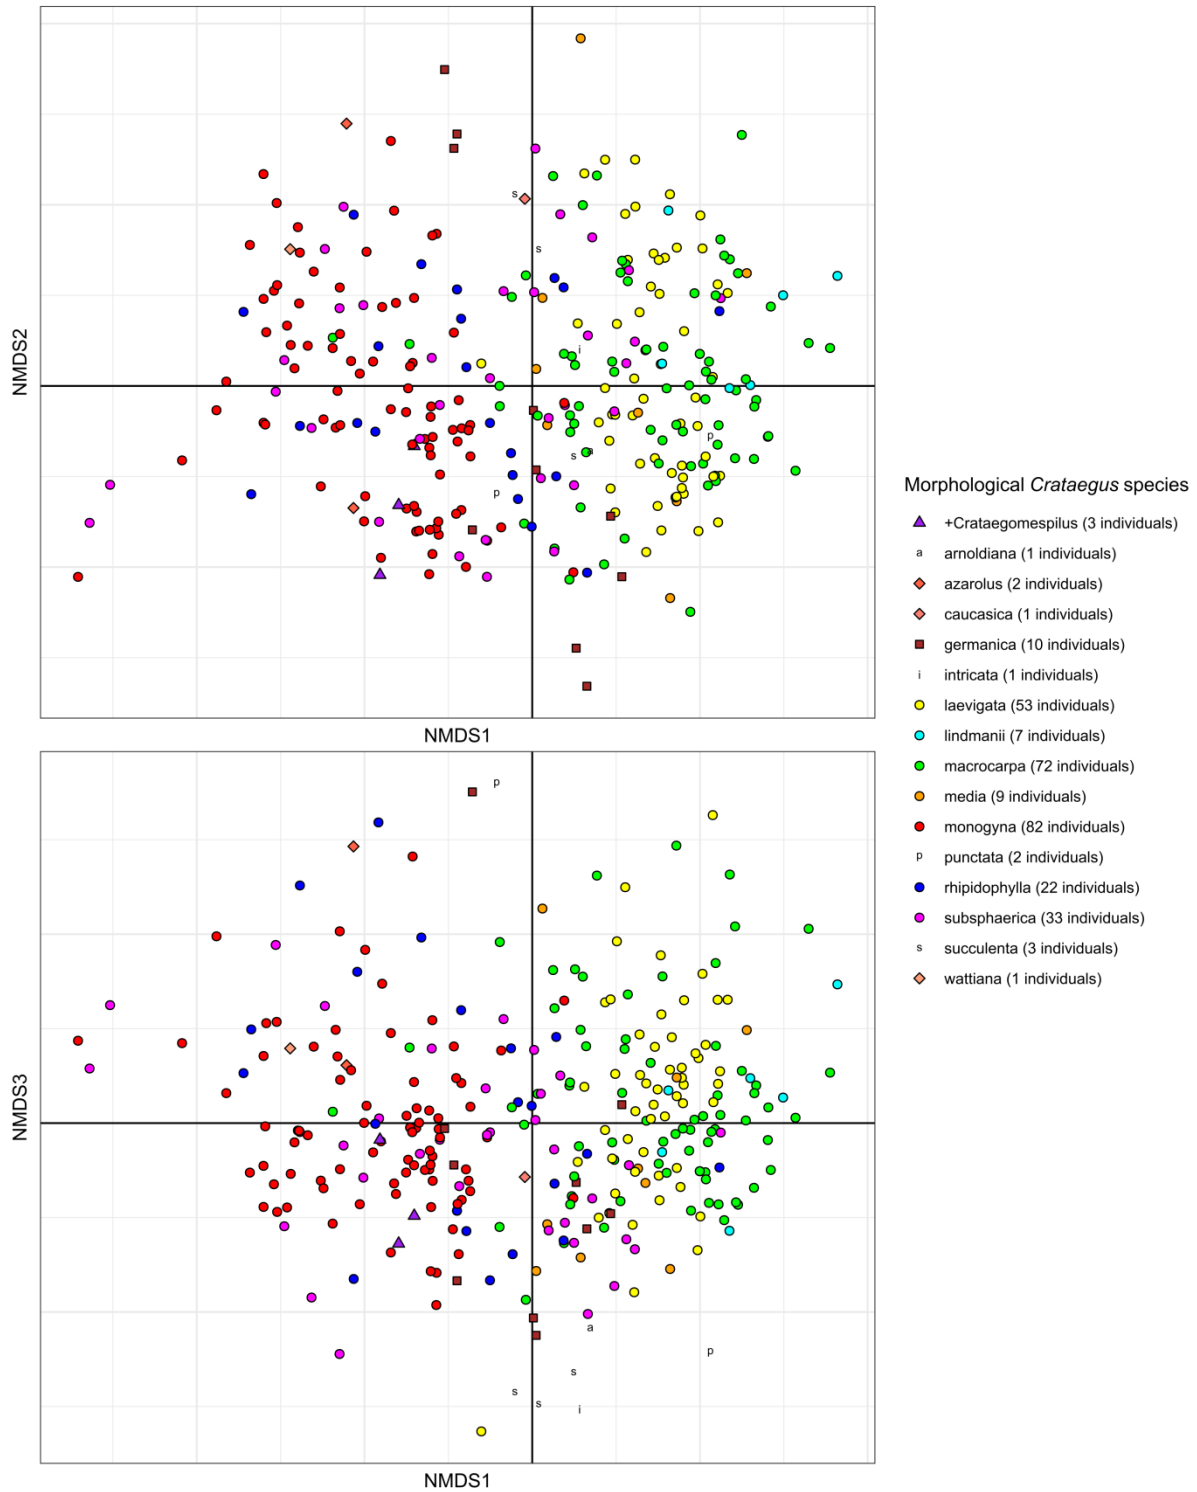 s
s
i
p
s
a
p
NMDS2
NMDS1
p
a
p
s
s
s
i
NMDS3
NMDS1
Morphological Crataegus species
+Crataegomespilus (3 individuals)
a arnoldiana (1 individuals)
azarolus (2 individuals)
caucasica (1 individuals)
germanica (10 individuals)
i intricata (1 individuals)
laevigata (53 individuals)
lindmanii (7 individuals)
macrocarpa (72 individuals)
media (9 individuals)
monogyna (82 individuals)
p punctata (2 individuals)
rhipidophylla (22 individuals)
subsphaerica (33 individuals)
s succulenta (3 individuals)
wattiana (1 individuals)